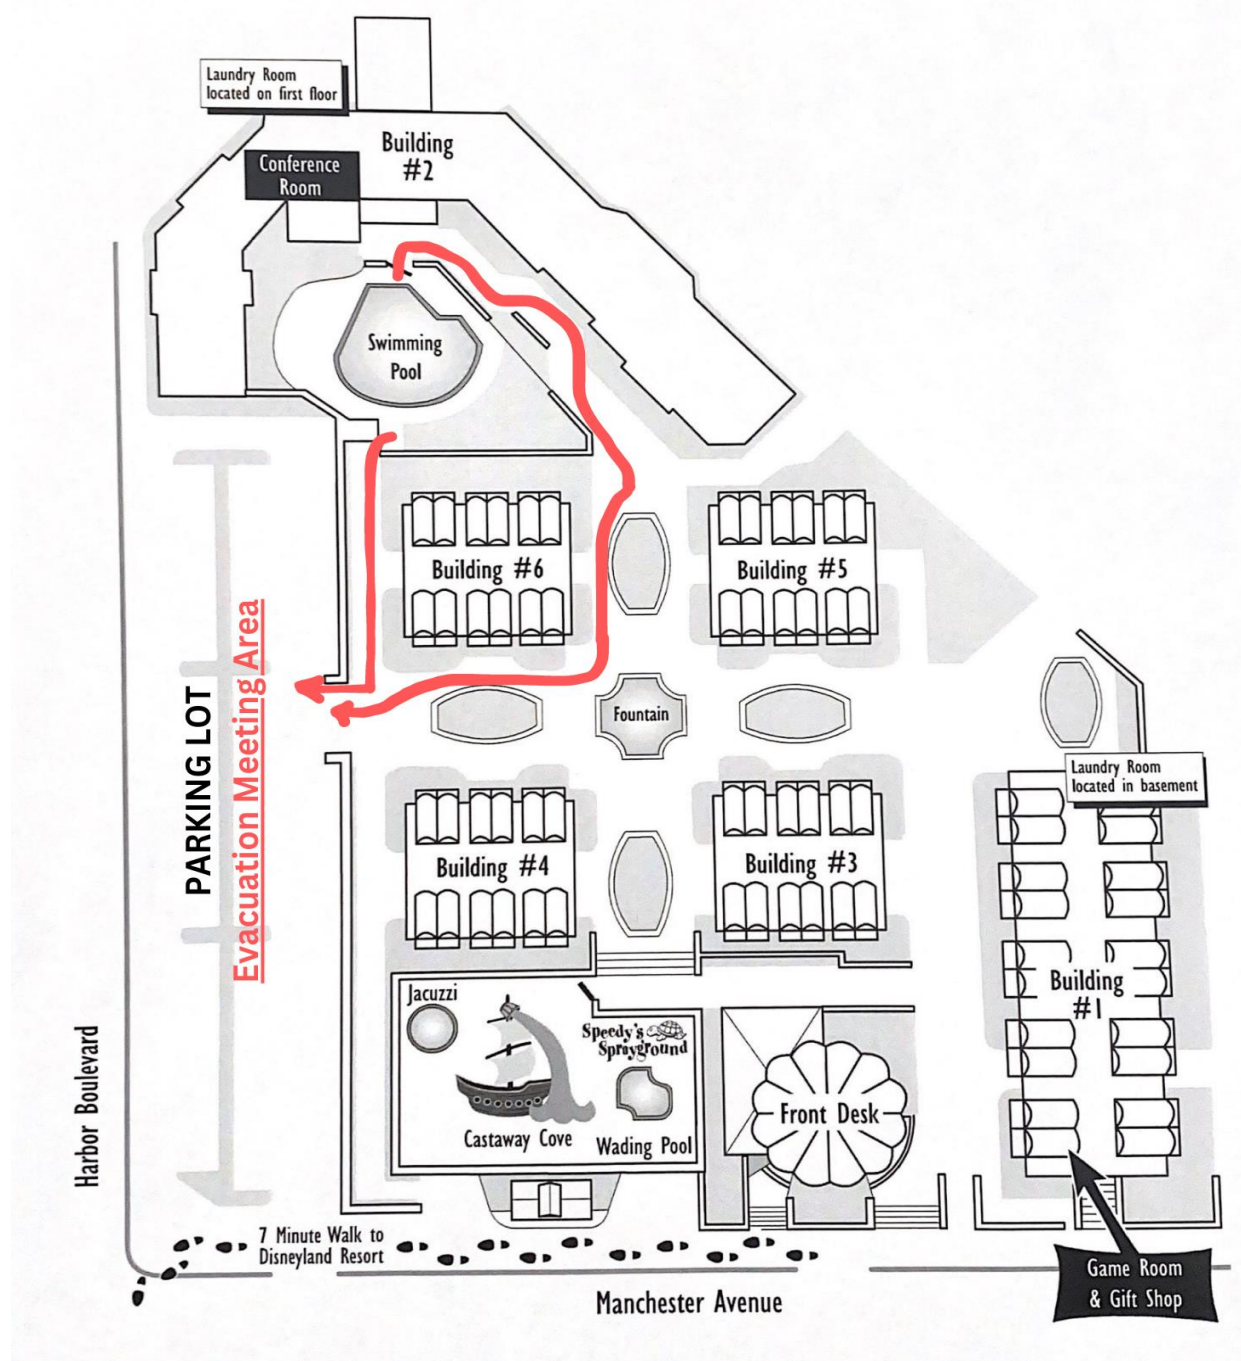 Laundry Room
located on first floor
Building
#2
Conference
Room
Swimming
Pool
Building #6
Building #5
PARKING LOT
Evacuation Meeting Area
Fountain
Laundry Room
located in basement
Building #4
Building #3
Building
#1
Jacuzzi
Speedy's
Sprayground
Castaway Cove
Wading Pool
Front Desk
Harbor Boulevard
7 Minute Walk to
Disneyland Resort
Game Room
& Gift Shop
Manchester Avenue